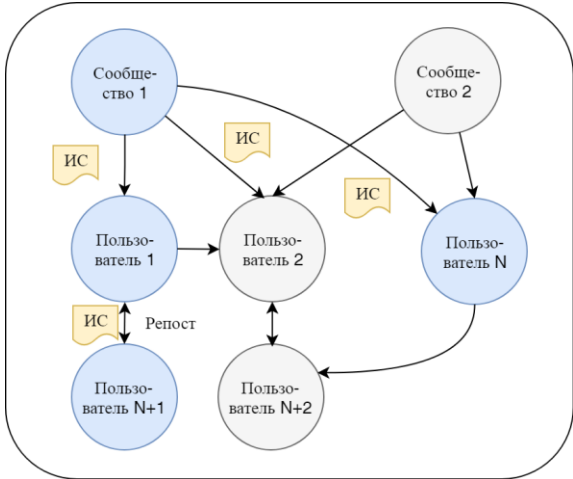 Сообще-
ство 1
Сообще-
ство 2
ИС
ИС
ИС
Пользо-
ватель 1
Пользо-
ватель 2
Пользо-
ватель N
ИС
Репост
Пользо-
ватель N+1
Пользо-
ватель N+2